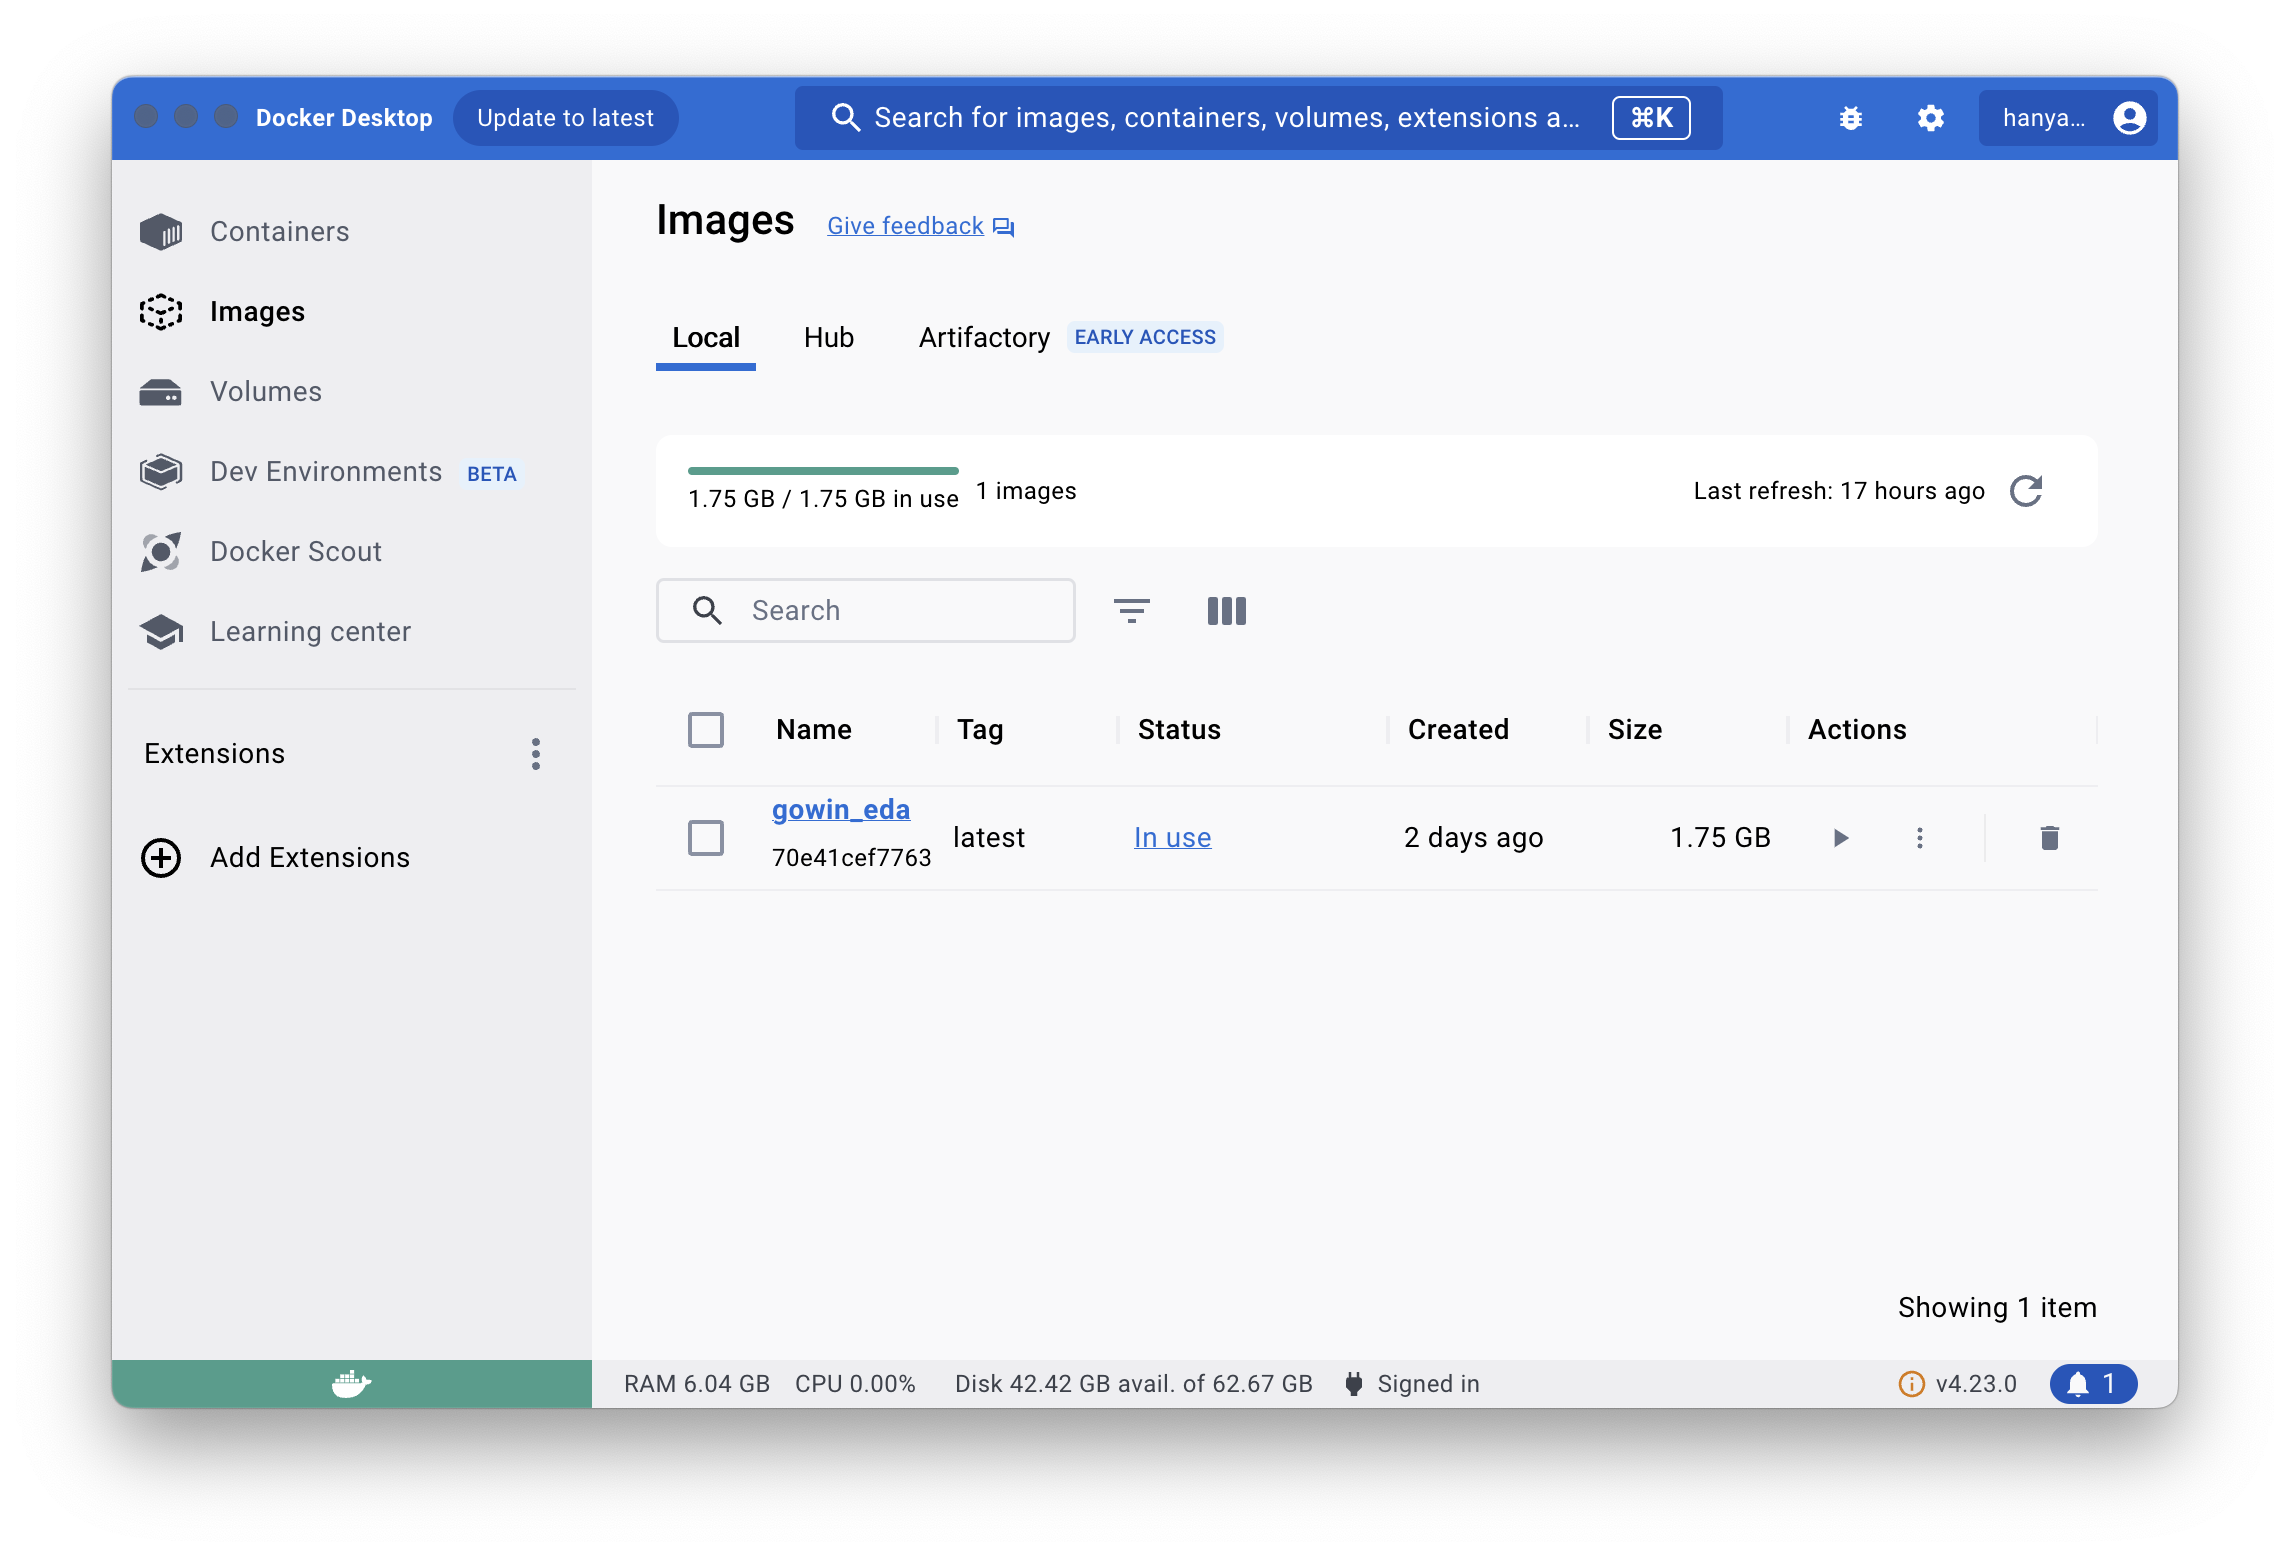 Docker Desktop
Update to latest
Search for images, containers, volumes, extensions a...
⌘K
hanya...
Containers
Images
Volumes
Dev Environments BETA
Docker Scout
Learning center
Extensions
Add Extensions
Images Give feedback
Local Hub Artifactory EARLY ACCESS
1.75 GB / 1.75 GB in use 1 images
Last refresh: 17 hours ago
Search
Name Tag Status Created Size Actions
gowin_eda
70e41cef7763
latest In use 2 days ago 1.75 GB
Showing 1 item
RAM 6.04 GB CPU 0.00% Disk 42.42 GB avail. of 62.67 GB Signed in
v4.23.0
1